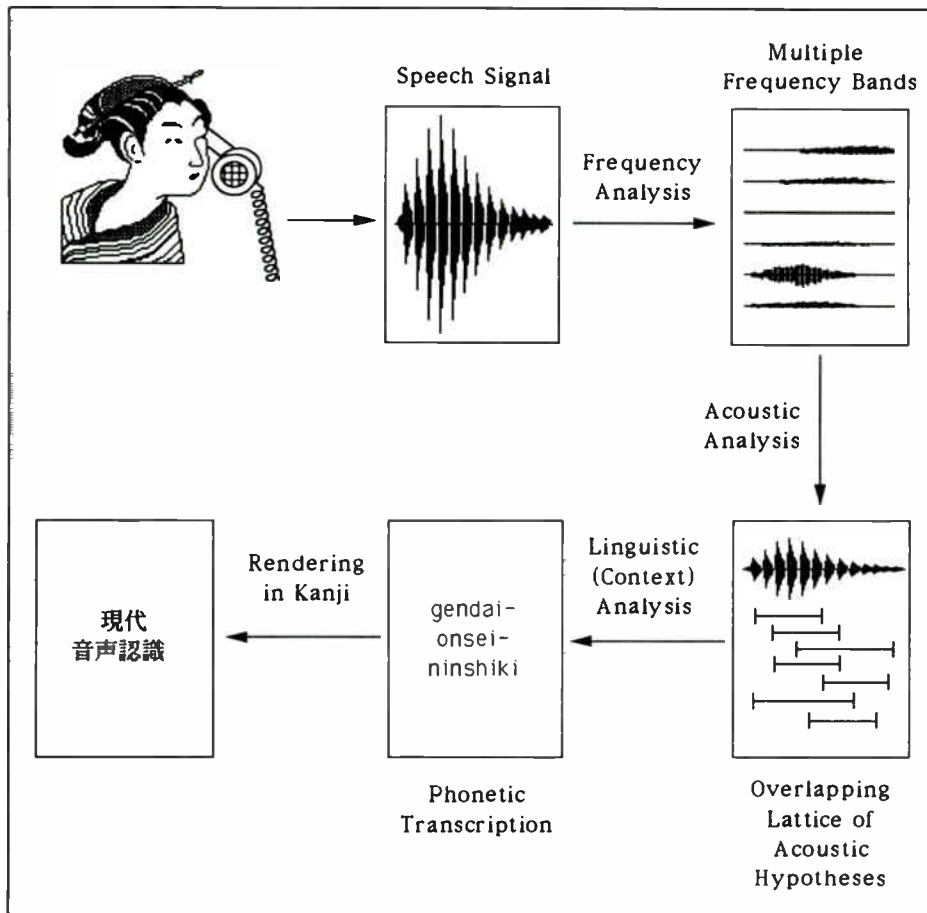 Speech Signal
Multiple
Frequency Bands
Frequency
Analysis
Acoustic
Analysis
Overlapping
Lattice of
Acoustic
Hypotheses
Linguistic
(Context)
Analysis
gendai-
onsei-
ninshiki
Phonetic
Transcription
Rendering
in Kanji
現代
音声認識